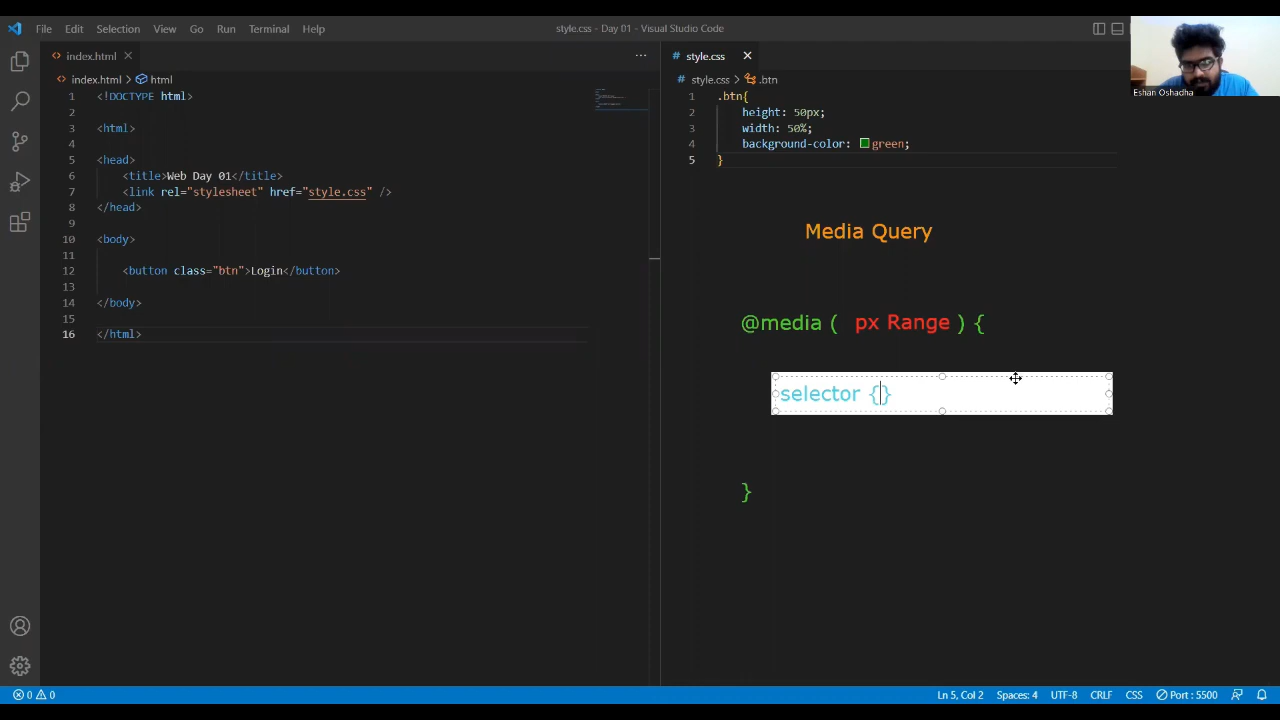 File Edit Selection View Go Run Terminal Help
style.css - Day 01 - Visual Studio Code
Eshan Oshadha
index.html
index.html > html
1 <!DOCTYPE html>
2
3 <html>
4
5 <head>
6 <title>Web Day 01</title>
7 <link rel="stylesheet" href="style.css" />
8 </head>
9
10 <body>
11
12 <button class="btn">Login</button>
13
14 </body>
15
16 </html>
# style.css
# style.css > .btn
1 .btn{
2 height: 50px;
3 width: 50%;
4 background-color: green;
5 }
Media Query
@media ( px Range ) {
selector {}
}
0 0
Ln 5, Col 2 Spaces: 4 UTF-8 CRLF CSS Port : 5500